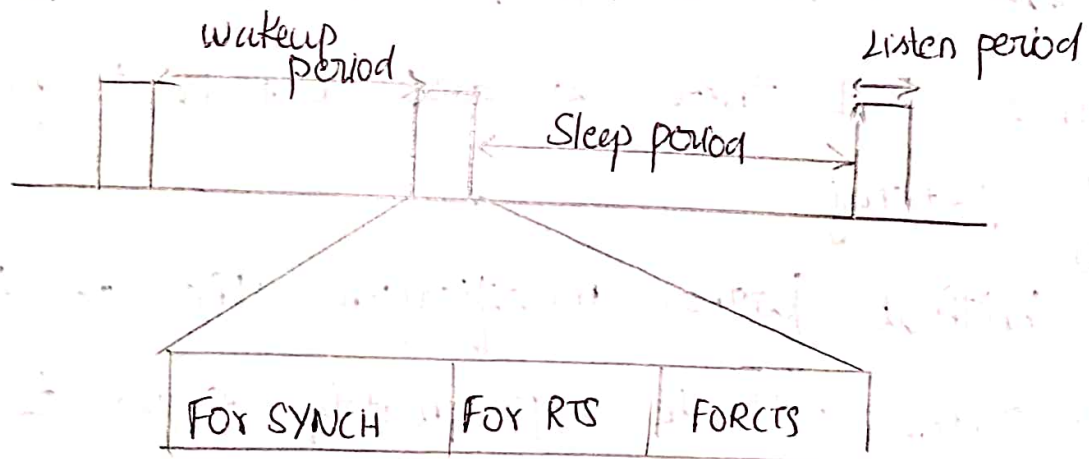 wakeup
period
Listen period
Sleep period
FOR SYNCH
FOR RTS
FORCTS